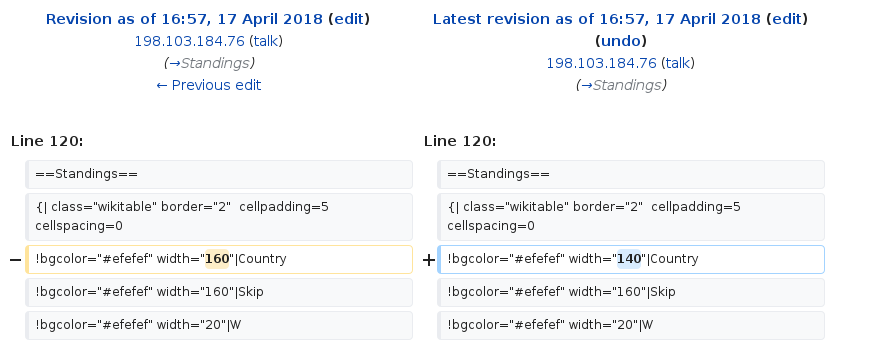 Revision as of 16:57, 17 April 2018 (edit)
198.103.184.76 (talk)
(→Standings)
← Previous edit
Latest revision as of 16:57, 17 April 2018 (edit)
(undo)
198.103.184.76 (talk)
(→Standings)
Line 120:
Line 120:
==Standings==
==Standings==
{| class="wikitable" border="2"  cellpadding=5
cellspacing=0
{| class="wikitable" border="2"  cellpadding=5
cellspacing=0
− !bgcolor="#efefef" width="160"|Country
+ !bgcolor="#efefef" width="140"|Country
!bgcolor="#efefef" width="160"|Skip
!bgcolor="#efefef" width="160"|Skip
!bgcolor="#efefef" width="20"|W
!bgcolor="#efefef" width="20"|W